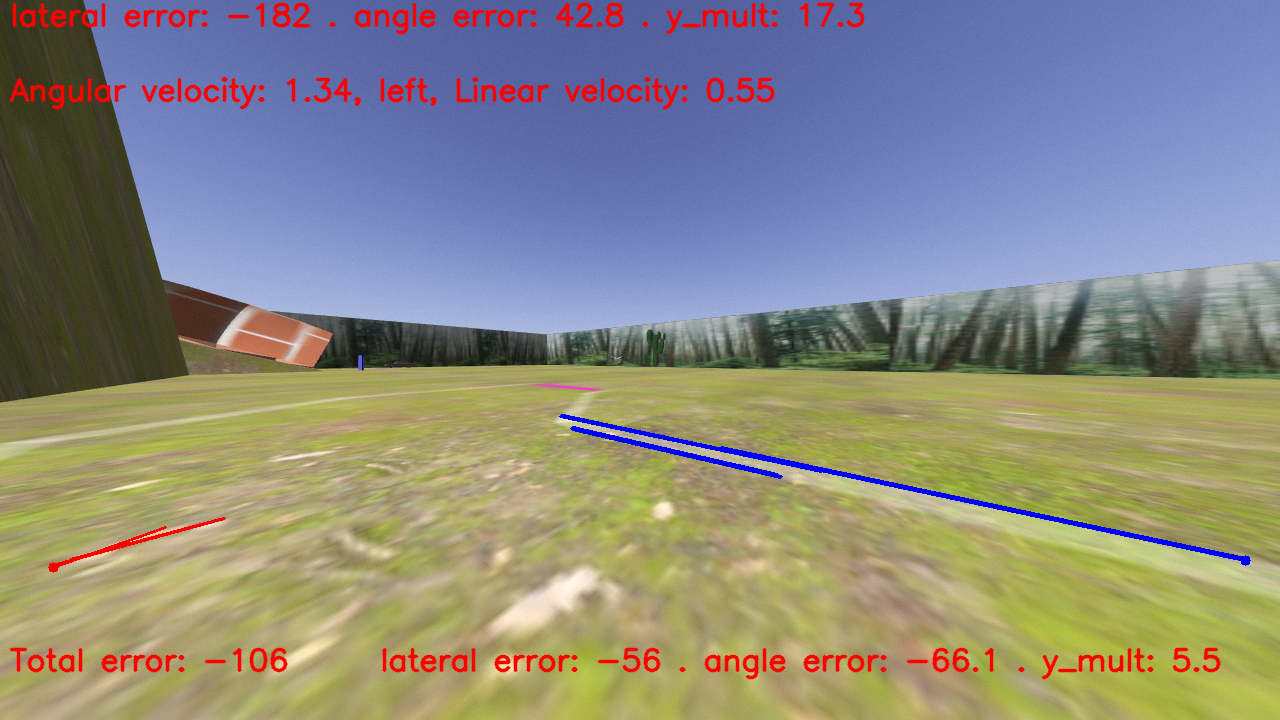 lateral error: −182 . angle error: 42.8 . y_mult: 17.3
Angular velocity: 1.34, left, Linear velocity: 0.55
Total error: −106
lateral error: −56 . angle error: −66.1 . y_mult: 5.5